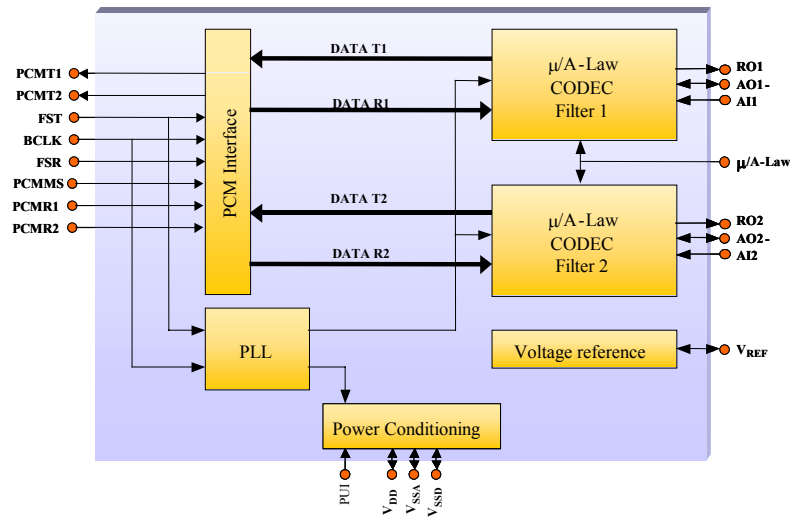 PCMT1
PCMT2
FST
BCLK
FSR
PCMMS
PCMR1
PCMR2
PCM Interface
DATA T1
DATA R1
DATA T2
DATA R2
μ/A-Law
CODEC
Filter 1
μ/A-Law
CODEC
Filter 2
RO1
AO1-
AI1
μ/A-Law
RO2
AO2-
AI2
PLL
Voltage reference
VREF
Power Conditioning
PUI
VDD
VSSA
VSSD